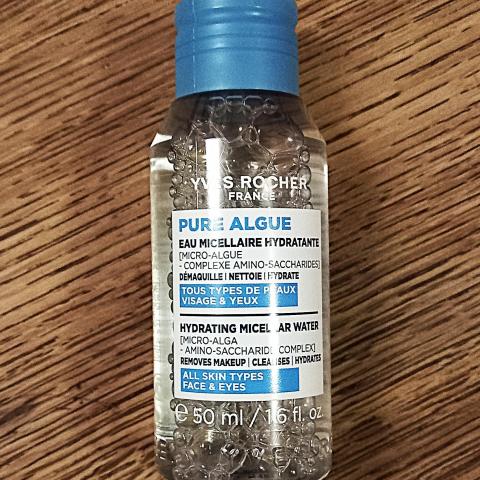 YVES ROCHER
FRANCE
PURE ALGUE
EAU MICELLAIRE HYDRATANTE
[MICRO-ALGUE
- COMPLEXE AMINO-SACCHARIDES]
DÉMAQUILLE | NETTOIE | HYDRATE
TOUS TYPES DE PEAUX
VISAGE & YEUX
HYDRATING MICELLAR WATER
[MICRO-ALGA
- AMINO-SACCHARIDE COMPLEX]
REMOVES MAKEUP | CLEANSES | HYDRATES
ALL SKIN TYPES
FACE & EYES
e 50 ml / 1.6 fl. oz.